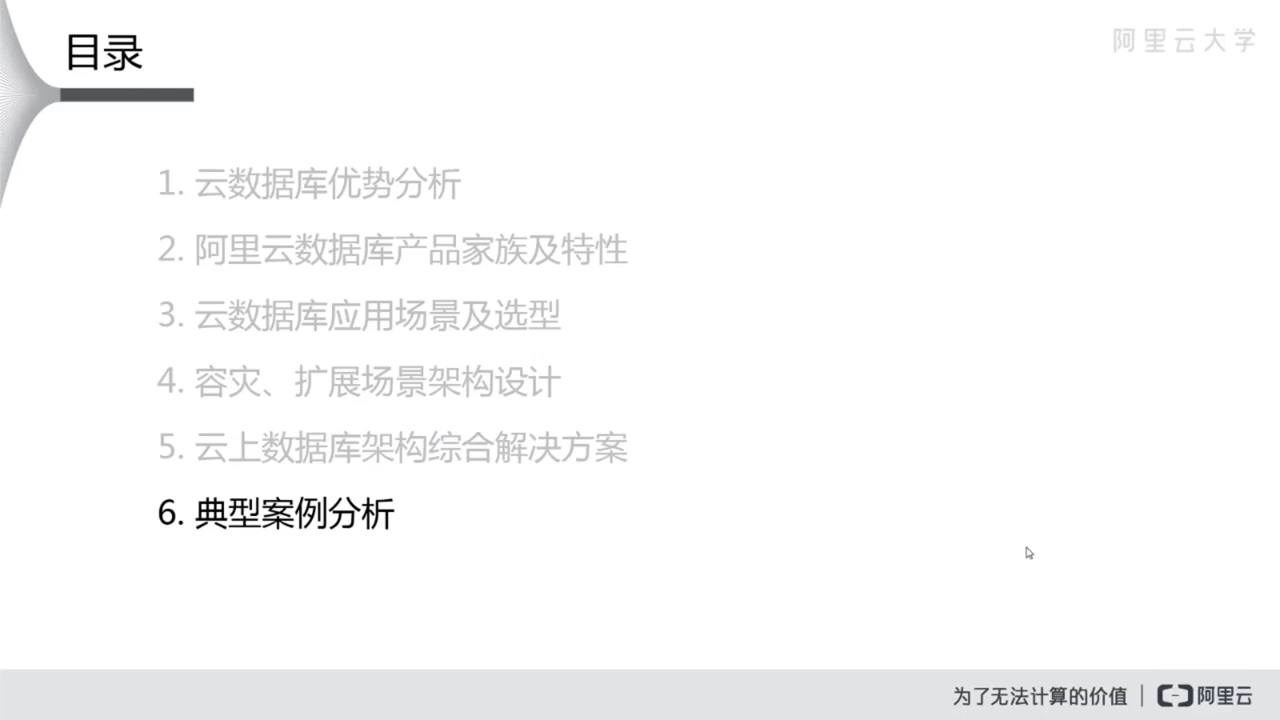 目录
阿里云大学
1. 云数据库优势分析
2. 阿里云数据库产品家族及特性
3. 云数据库应用场景及选型
4. 容灾、扩展场景架构设计
5. 云上数据库架构综合解决方案
6. 典型案例分析
为了无法计算的价值 | 阿里云